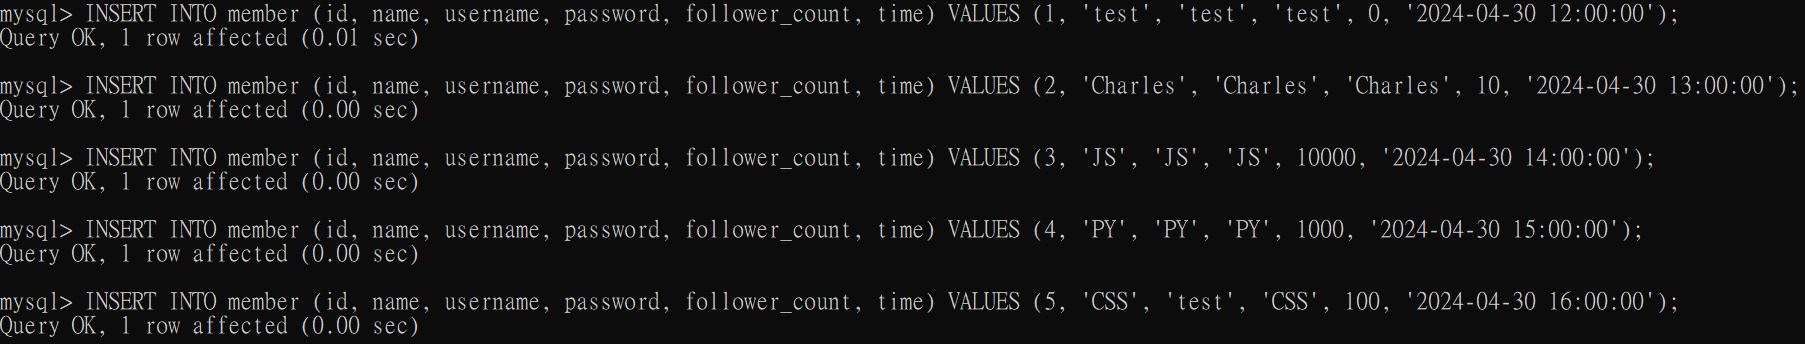 mysql> INSERT INTO member (id, name, username, password, follower_count, time) VALUES (1, 'test', 'test', 'test', 0, '2024-04-30 12:00:00');
Query OK, 1 row affected (0.01 sec)
mysql> INSERT INTO member (id, name, username, password, follower_count, time) VALUES (2, 'Charles', 'Charles', 'Charles', 10, '2024-04-30 13:00:00');
Query OK, 1 row affected (0.00 sec)
mysql> INSERT INTO member (id, name, username, password, follower_count, time) VALUES (3, 'JS', 'JS', 'JS', 10000, '2024-04-30 14:00:00');
Query OK, 1 row affected (0.00 sec)
mysql> INSERT INTO member (id, name, username, password, follower_count, time) VALUES (4, 'PY', 'PY', 'PY', 1000, '2024-04-30 15:00:00');
Query OK, 1 row affected (0.00 sec)
mysql> INSERT INTO member (id, name, username, password, follower_count, time) VALUES (5, 'CSS', 'test', 'CSS', 100, '2024-04-30 16:00:00');
Query OK, 1 row affected (0.00 sec)